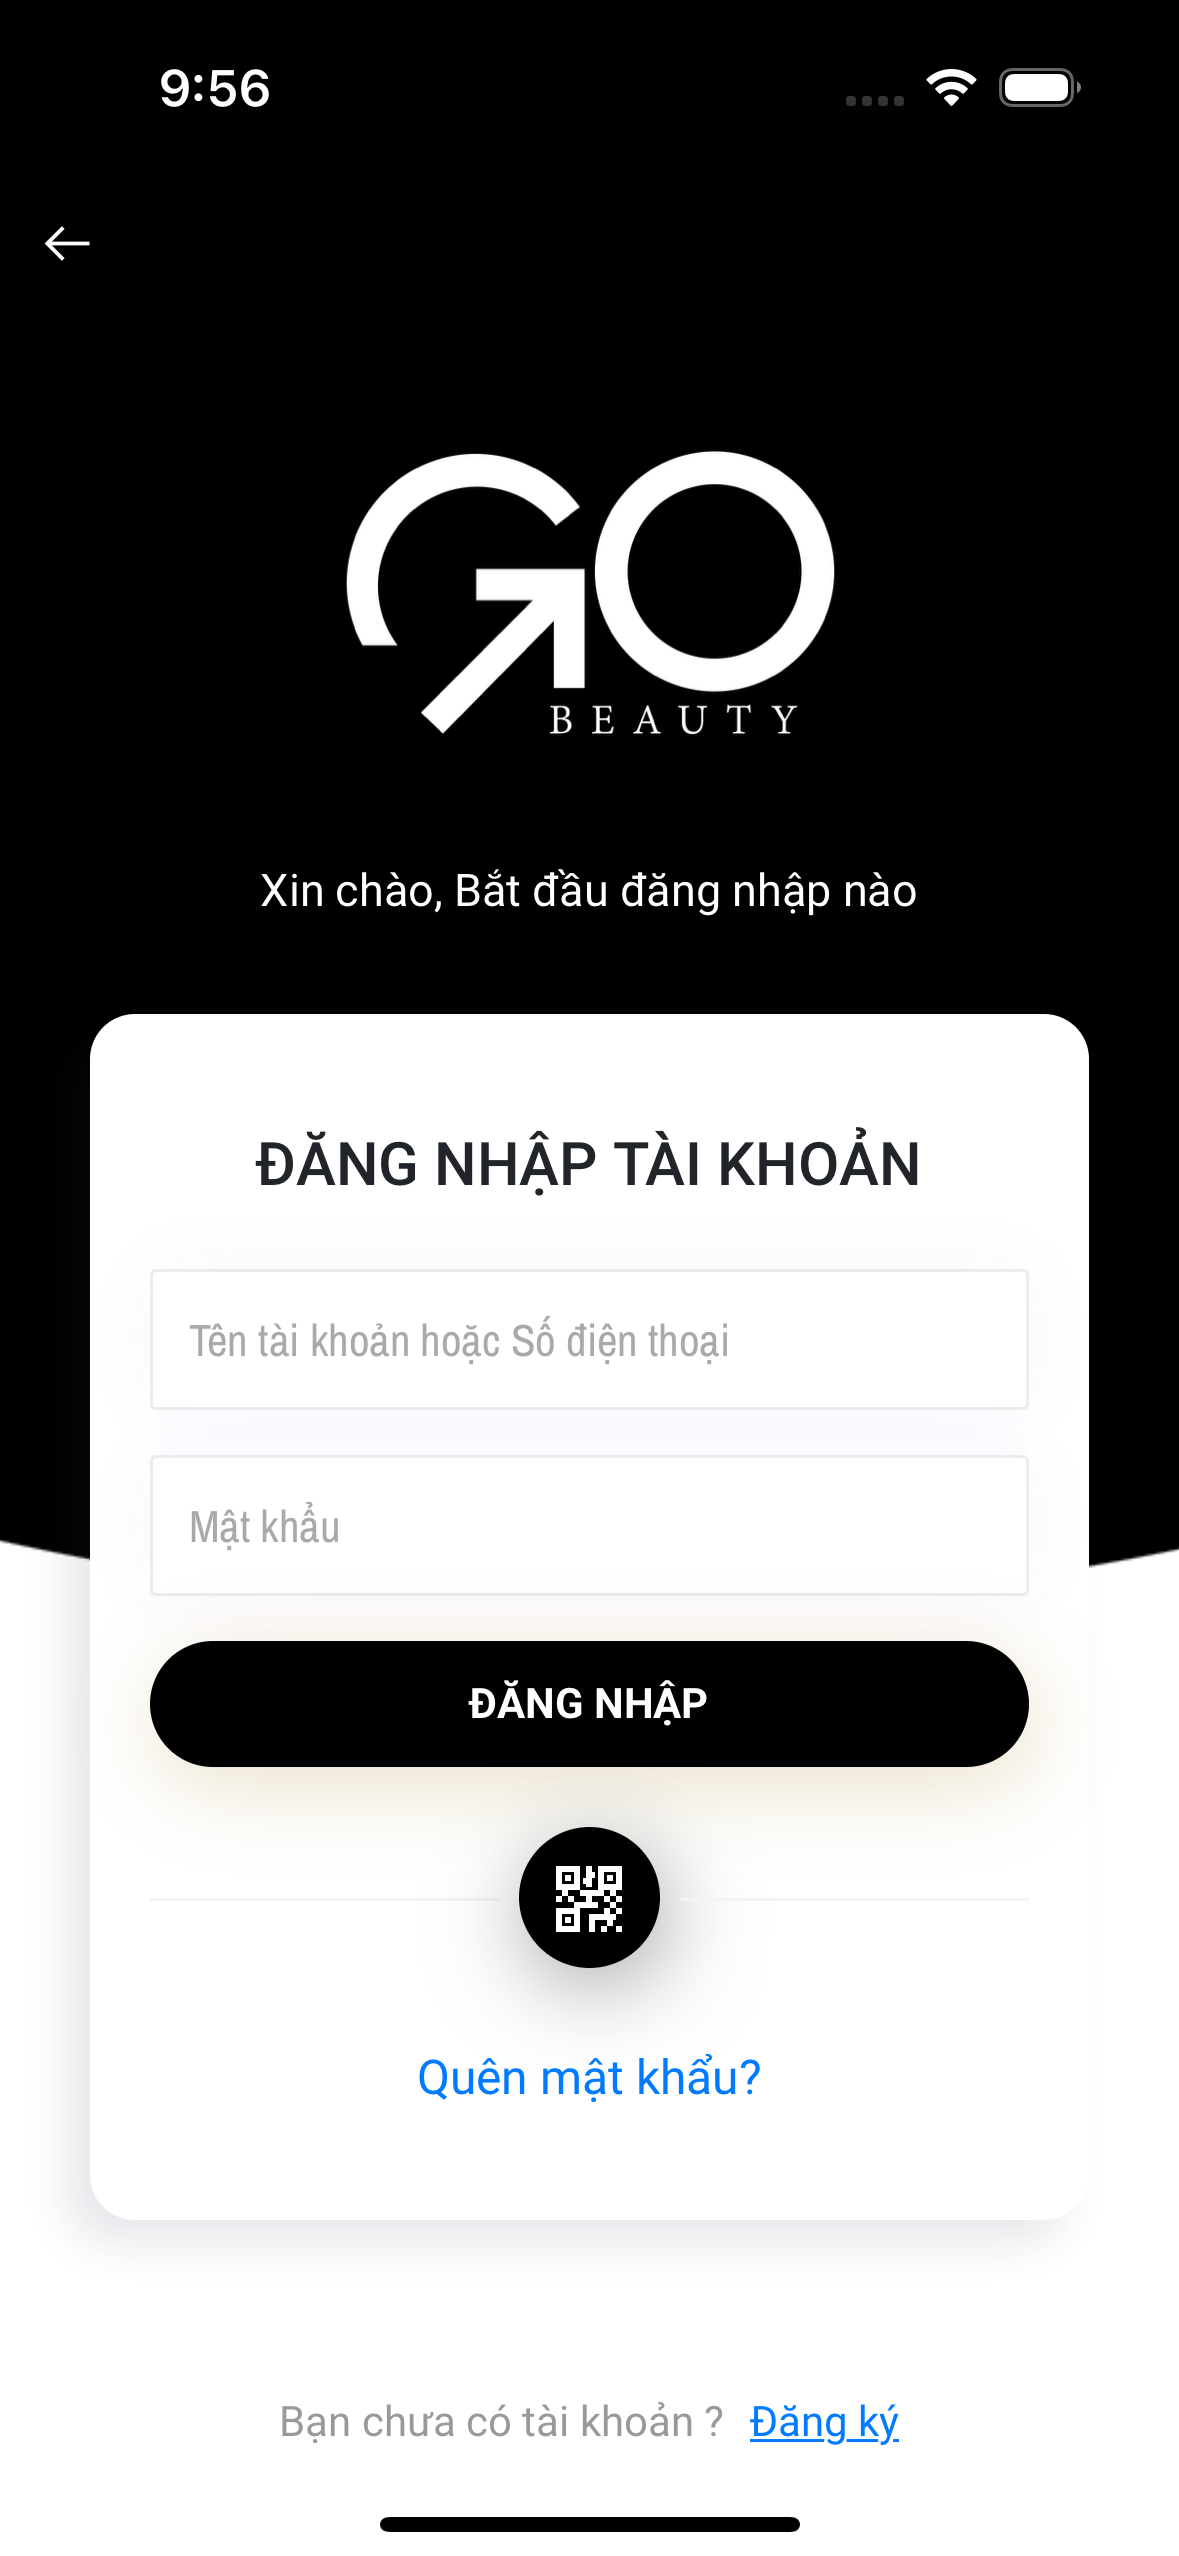 9:56
GO
BEAUTY
Xin chào, Bắt đầu đăng nhập nào
ĐĂNG NHẬP TÀI KHOẢN
Tên tài khoản hoặc Số điện thoại
Mật khẩu
ĐĂNG NHẬP
Quên mật khẩu?
Bạn chưa có tài khoản ? Đăng ký